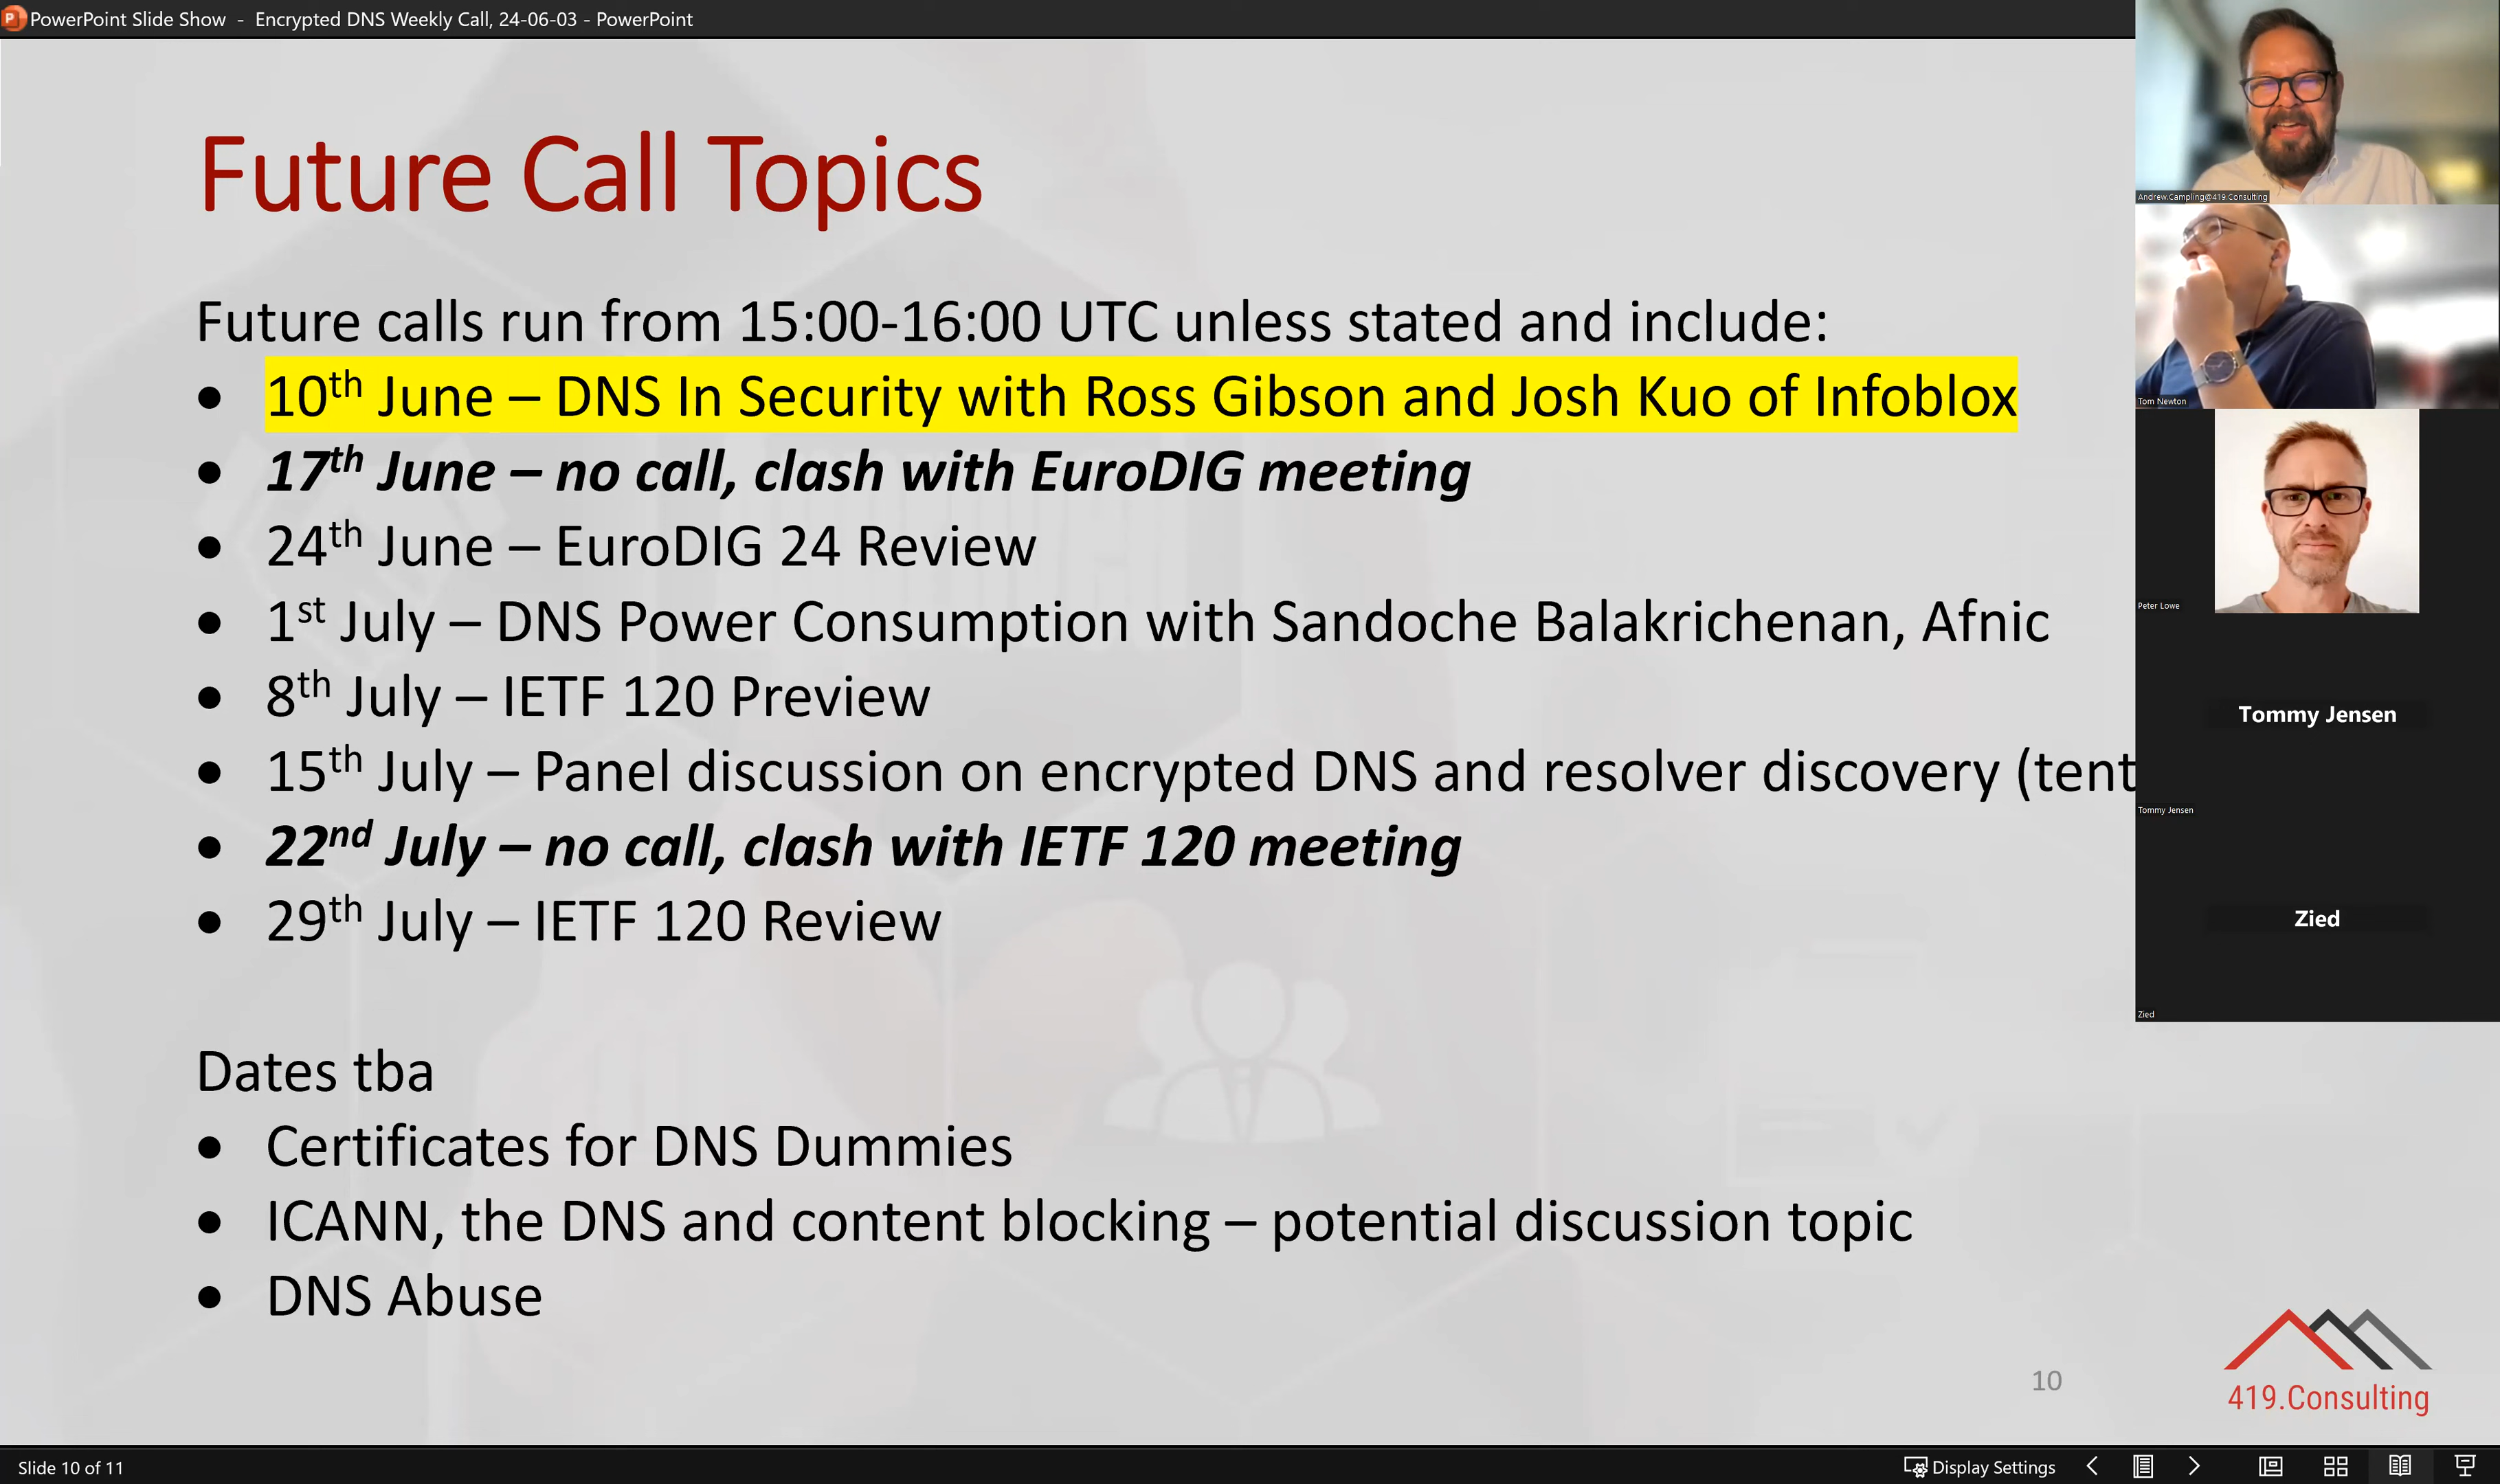 PowerPoint Slide Show - Encrypted DNS Weekly Call, 24-06-03 - PowerPoint
Future Call Topics
Future calls run from 15:00-16:00 UTC unless stated and include:
• 10th June – DNS In Security with Ross Gibson and Josh Kuo of Infoblox
• 17th June – no call, clash with EuroDIG meeting
• 24th June – EuroDIG 24 Review
• 1st July – DNS Power Consumption with Sandoche Balakrichenan, Afnic
• 8th July – IETF 120 Preview
• 15th July – Panel discussion on encrypted DNS and resolver discovery (tent
• 22nd July – no call, clash with IETF 120 meeting
• 29th July – IETF 120 Review
Dates tba
• Certificates for DNS Dummies
• ICANN, the DNS and content blocking – potential discussion topic
• DNS Abuse
10
419.Consulting
Andrew.Campling@419.Consulting
Tom Newton
Peter Lowe
Tommy Jensen
Tommy Jensen
Zied
Zied
Slide 10 of 11
Display Settings